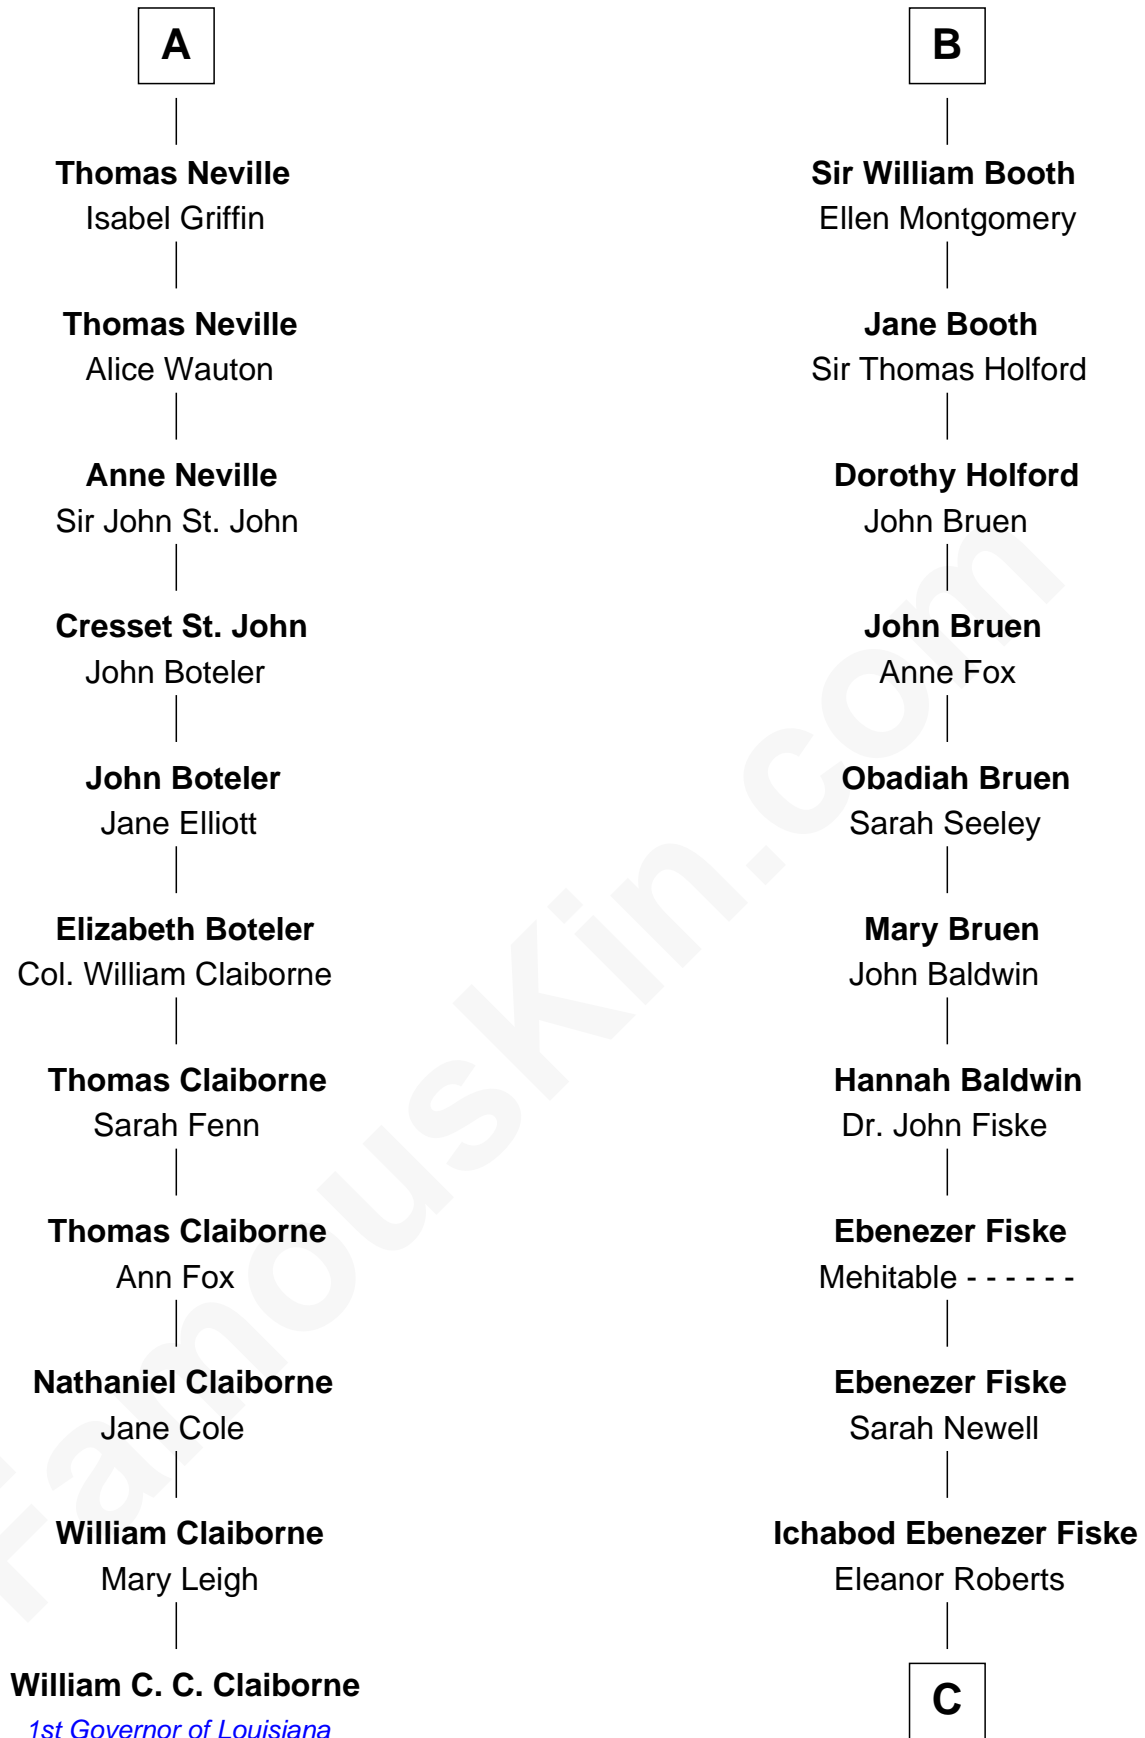 A
Thomas Neville
Isabel Griffin
Thomas Neville
Alice Wauton
Anne Neville
Sir John St. John
Cresset St. John
John Boteler
John Boteler
Jane Elliott
Elizabeth Boteler
Col. William Claiborne
Thomas Claiborne
Sarah Fenn
Thomas Claiborne
Ann Fox
Nathaniel Claiborne
Jane Cole
William Claiborne
Mary Leigh
William C. C. Claiborne
1st Governor of Louisiana
B
Sir William Booth
Ellen Montgomery
Jane Booth
Sir Thomas Holford
Dorothy Holford
John Bruen
John Bruen
Anne Fox
Obadiah Bruen
Sarah Seeley
Mary Bruen
John Baldwin
Hannah Baldwin
Dr. John Fiske
Ebenezer Fiske
Mehitable - - - - - -
Ebenezer Fiske
Sarah Newell
Ichabod Ebenezer Fiske
Eleanor Roberts
C
FamousKin.com